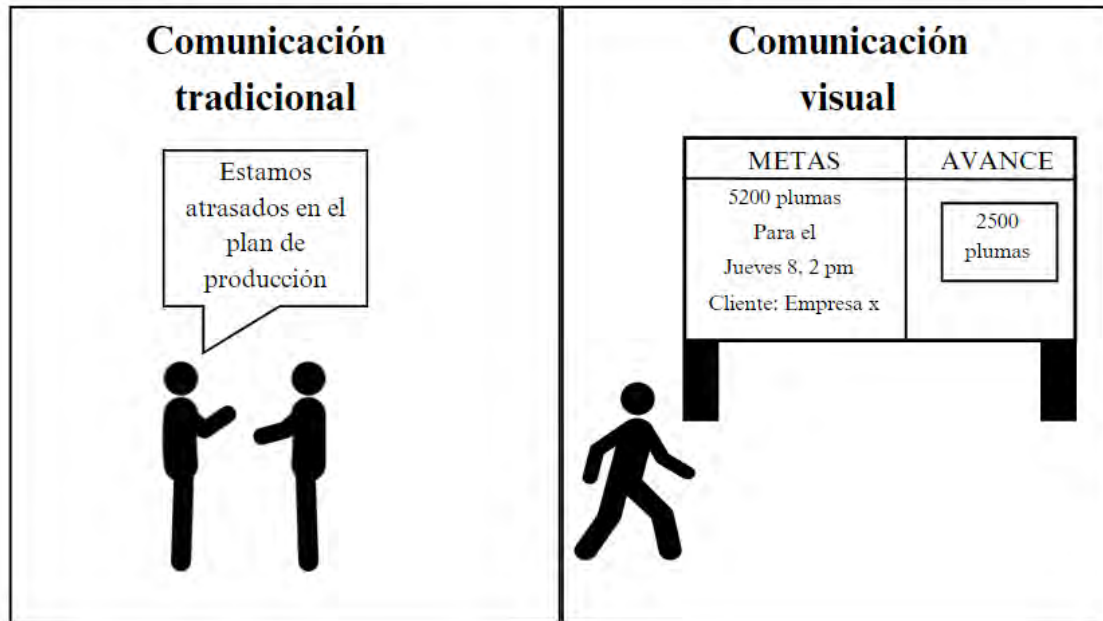 Comunicación
tradicional
Estamos
atrasados en el
plan de
producción
Comunicación
visual
METAS
5200 plumas
Para el
Jueves 8, 2 pm
Cliente: Empresa x
AVANCE
2500
plumas